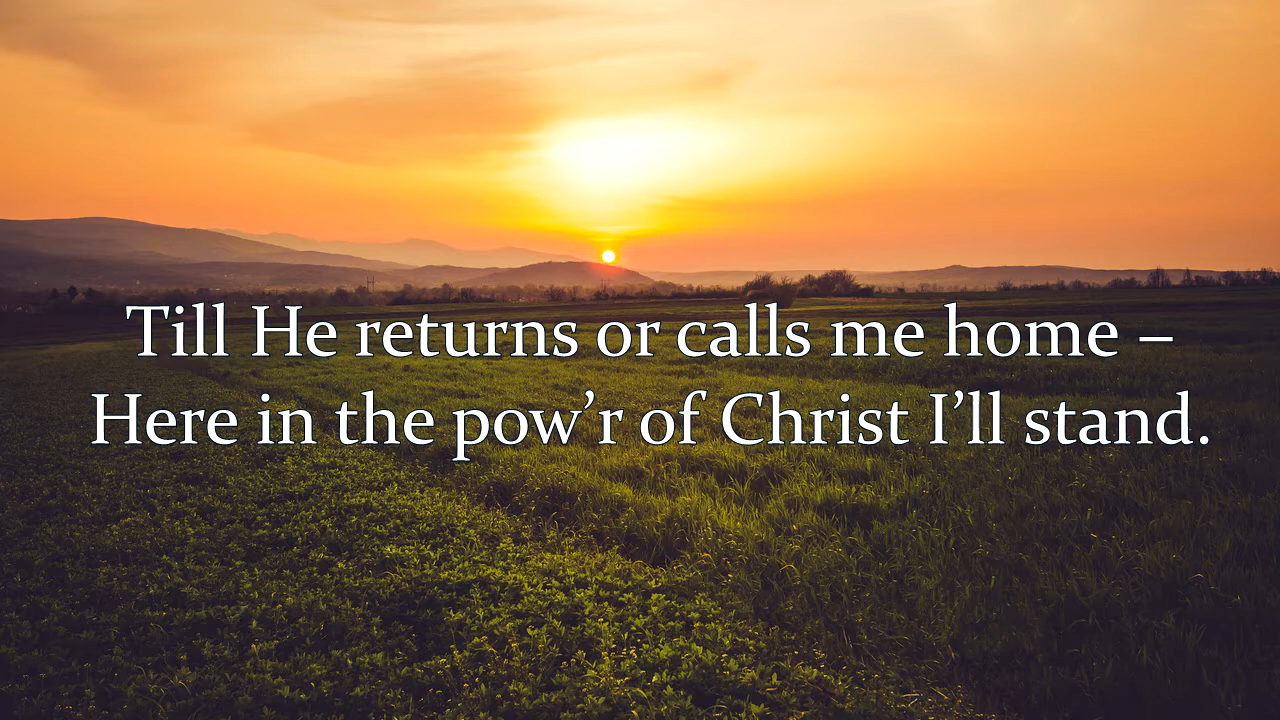 Till He returns or calls me home –
Here in the pow’r of Christ I’ll stand.